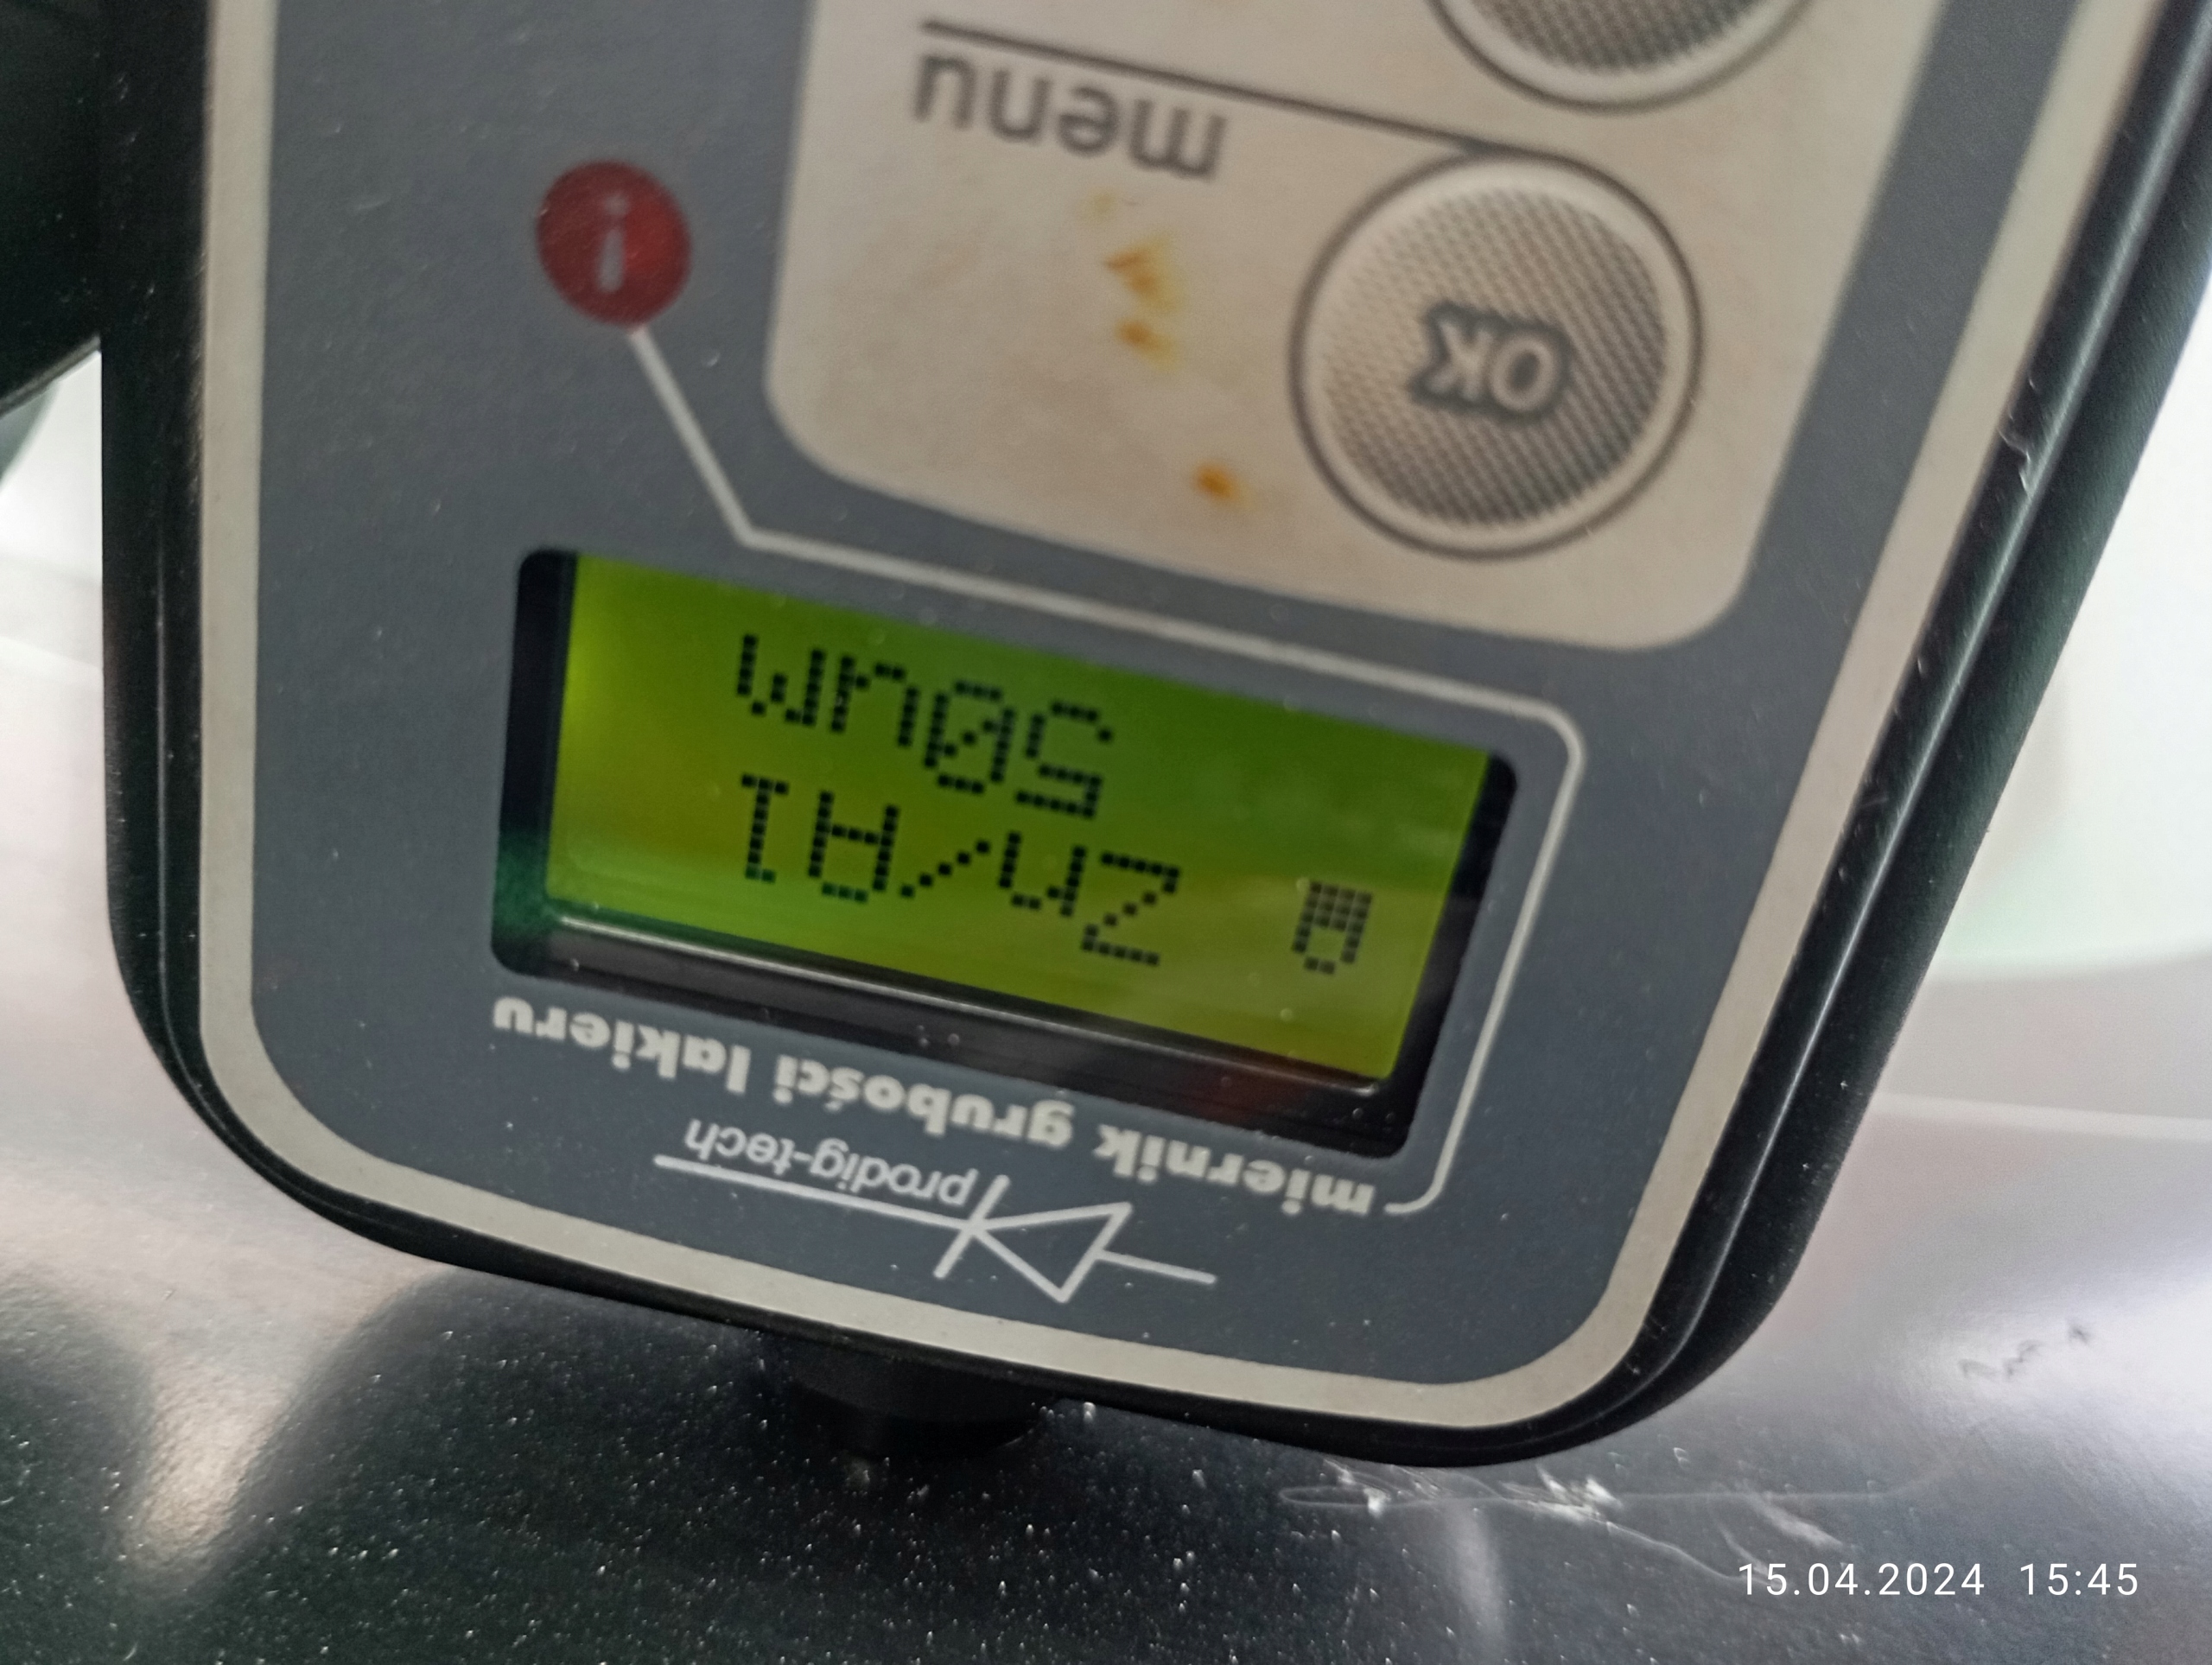 prodig-tech
miernik grubości lakieru
Zn/Al
50um
i
OK
menu
15.04.2024 15:45